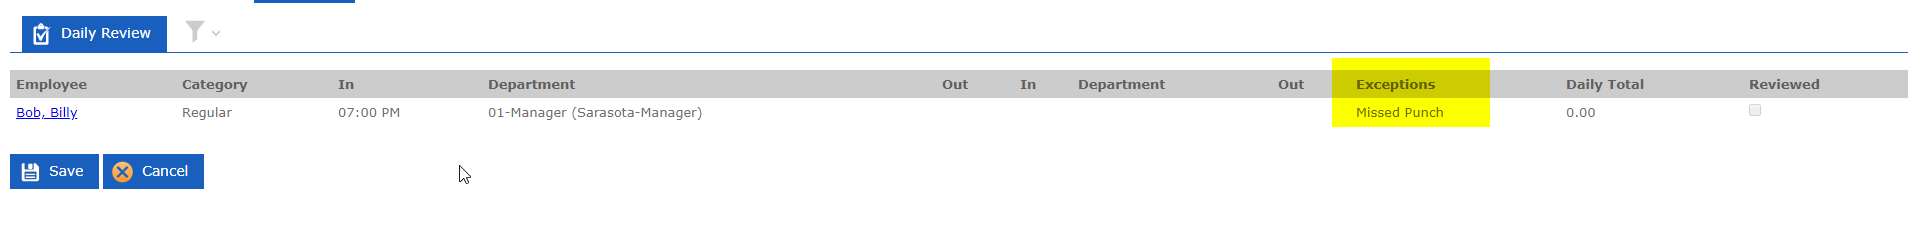 Daily Review
Employee Category In Department Out In Department Out Exceptions Daily Total Reviewed
Bob, Billy Regular 07:00 PM 01-Manager (Sarasota-Manager) Missed Punch 0.00
Save Cancel